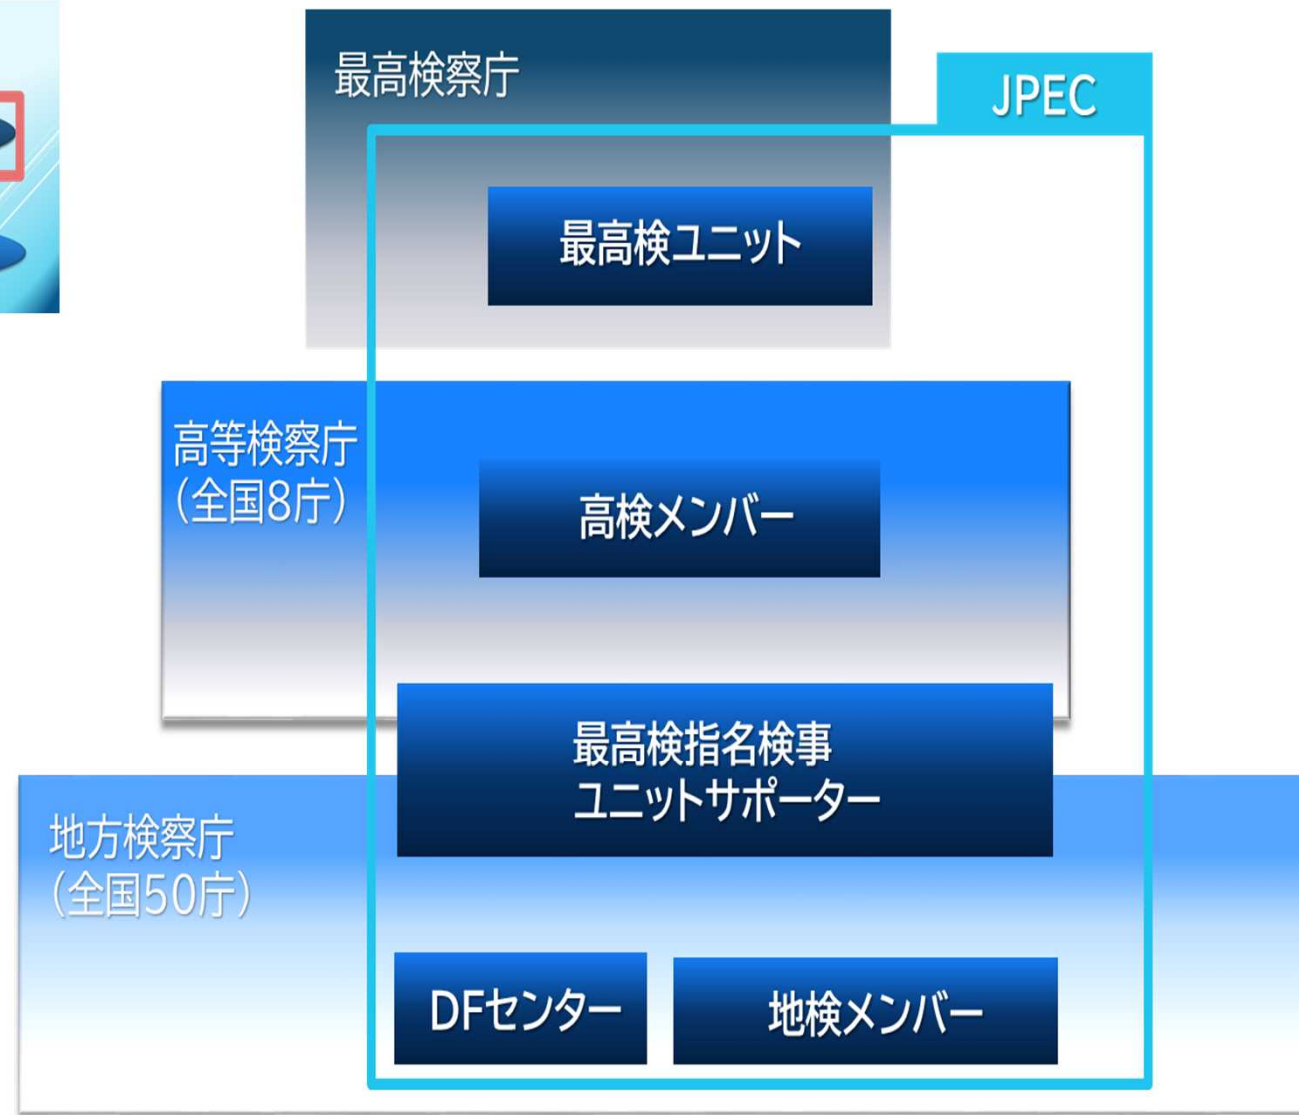 最高検察庁
JPEC
最高検ユニット
高等検察庁
（全国8庁）
高検メンバー
最高検指名検事
ユニットサポーター
地方検察庁
（全国50庁）
DFセンター
地検メンバー